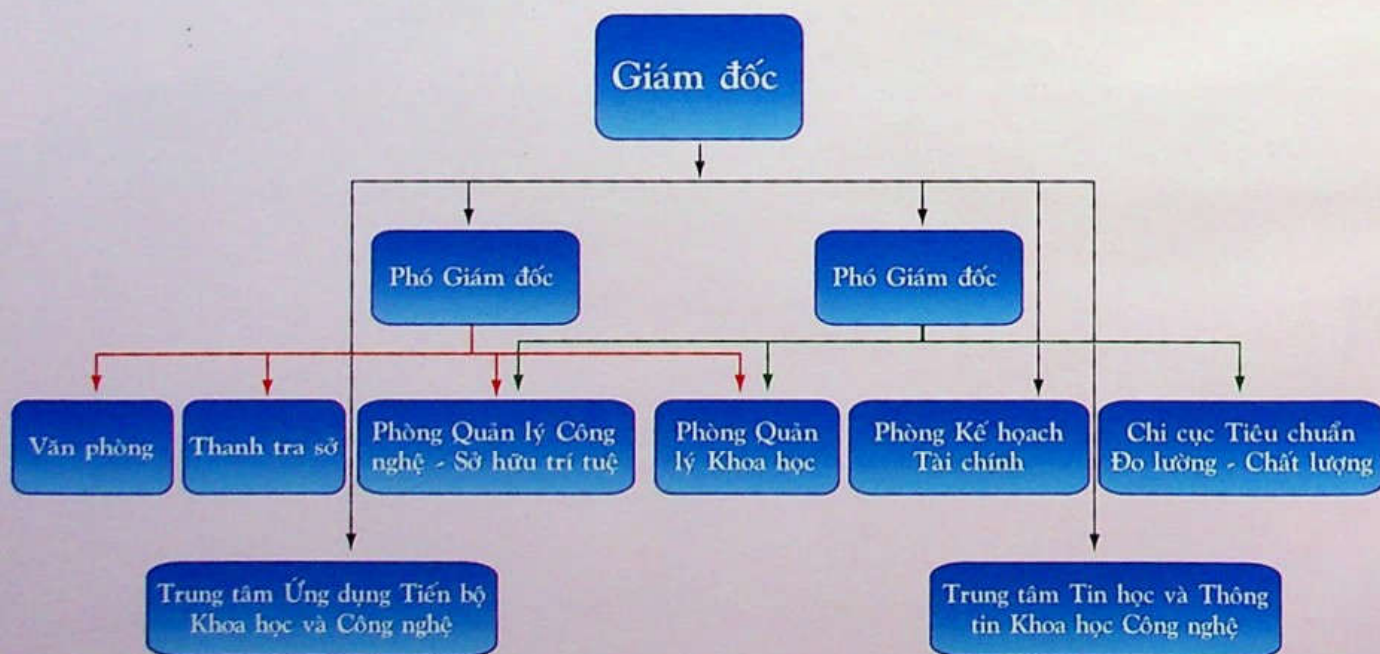 Giám đốc
Phó Giám đốc
Phó Giám đốc
Văn phòng
Thanh tra sở
Phòng Quản lý Công
nghệ - Sở hữu trí tuệ
Phòng Quản
lý Khoa học
Phòng Kế hoạch
Tài chính
Chi cục Tiêu chuẩn
Đo lường - Chất lượng
Trung tâm Ứng dụng Tiến bộ
Khoa học và Công nghệ
Trung tâm Tin học và Thông
tin Khoa học Công nghệ